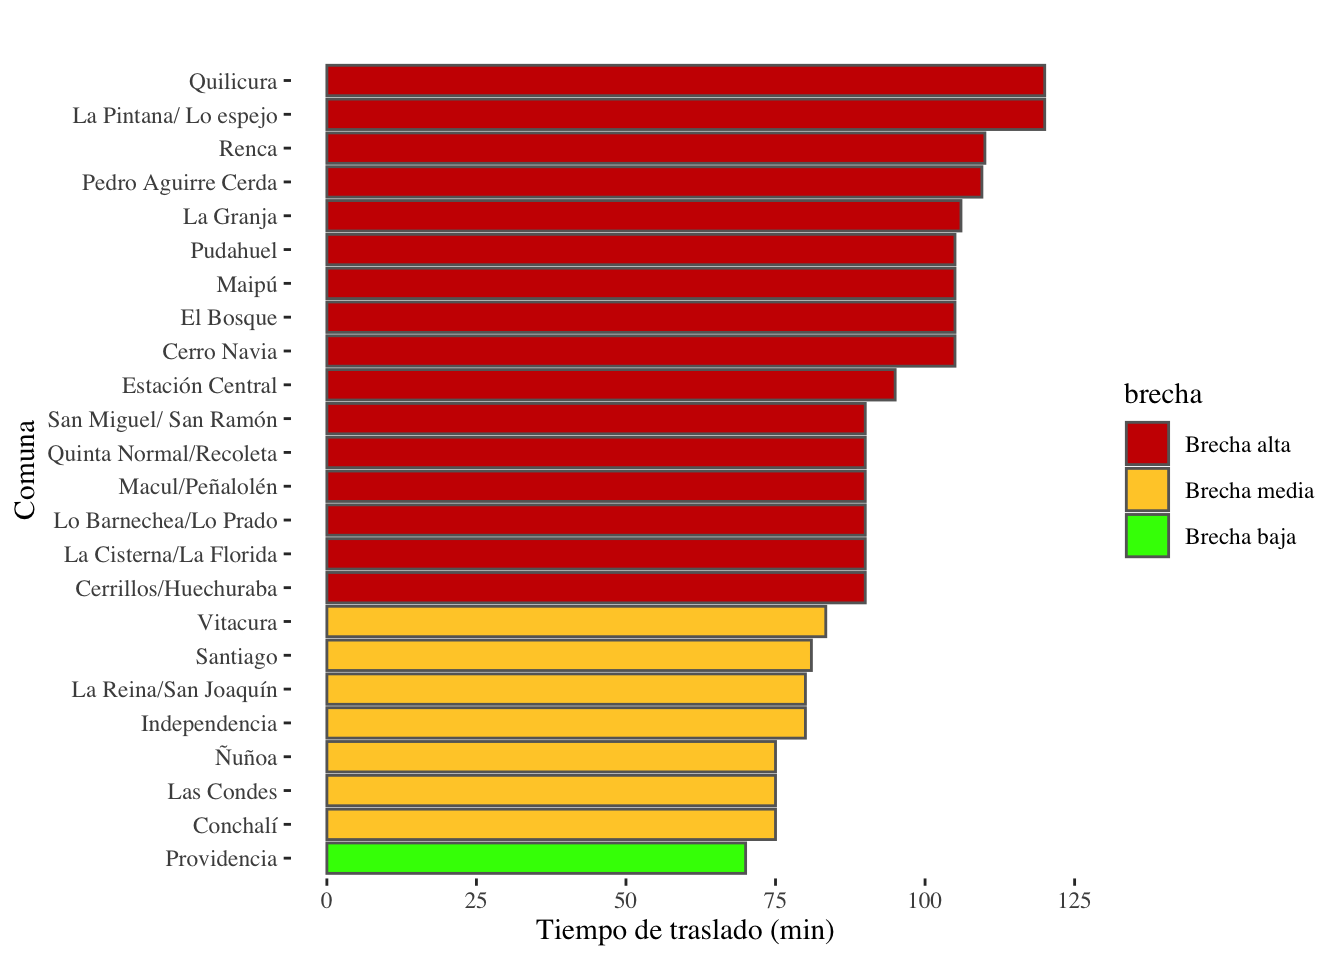 Quilicura
La Pintana/ Lo espejo
Renca
Pedro Aguirre Cerda
La Granja
Pudahuel
Maipú
El Bosque
Cerro Navia
Estación Central
San Miguel/ San Ramón
Quinta Normal/Recoleta
Macul/Peñalolén
Lo Barnechea/Lo Prado
La Cisterna/La Florida
Cerrillos/Huechuraba
Vitacura
Santiago
La Reina/San Joaquín
Independencia
Ñuñoa
Las Condes
Conchalí
Providencia
Comuna
0 25 50 75 100 125
Tiempo de traslado (min)
brecha
Brecha alta
Brecha media
Brecha baja